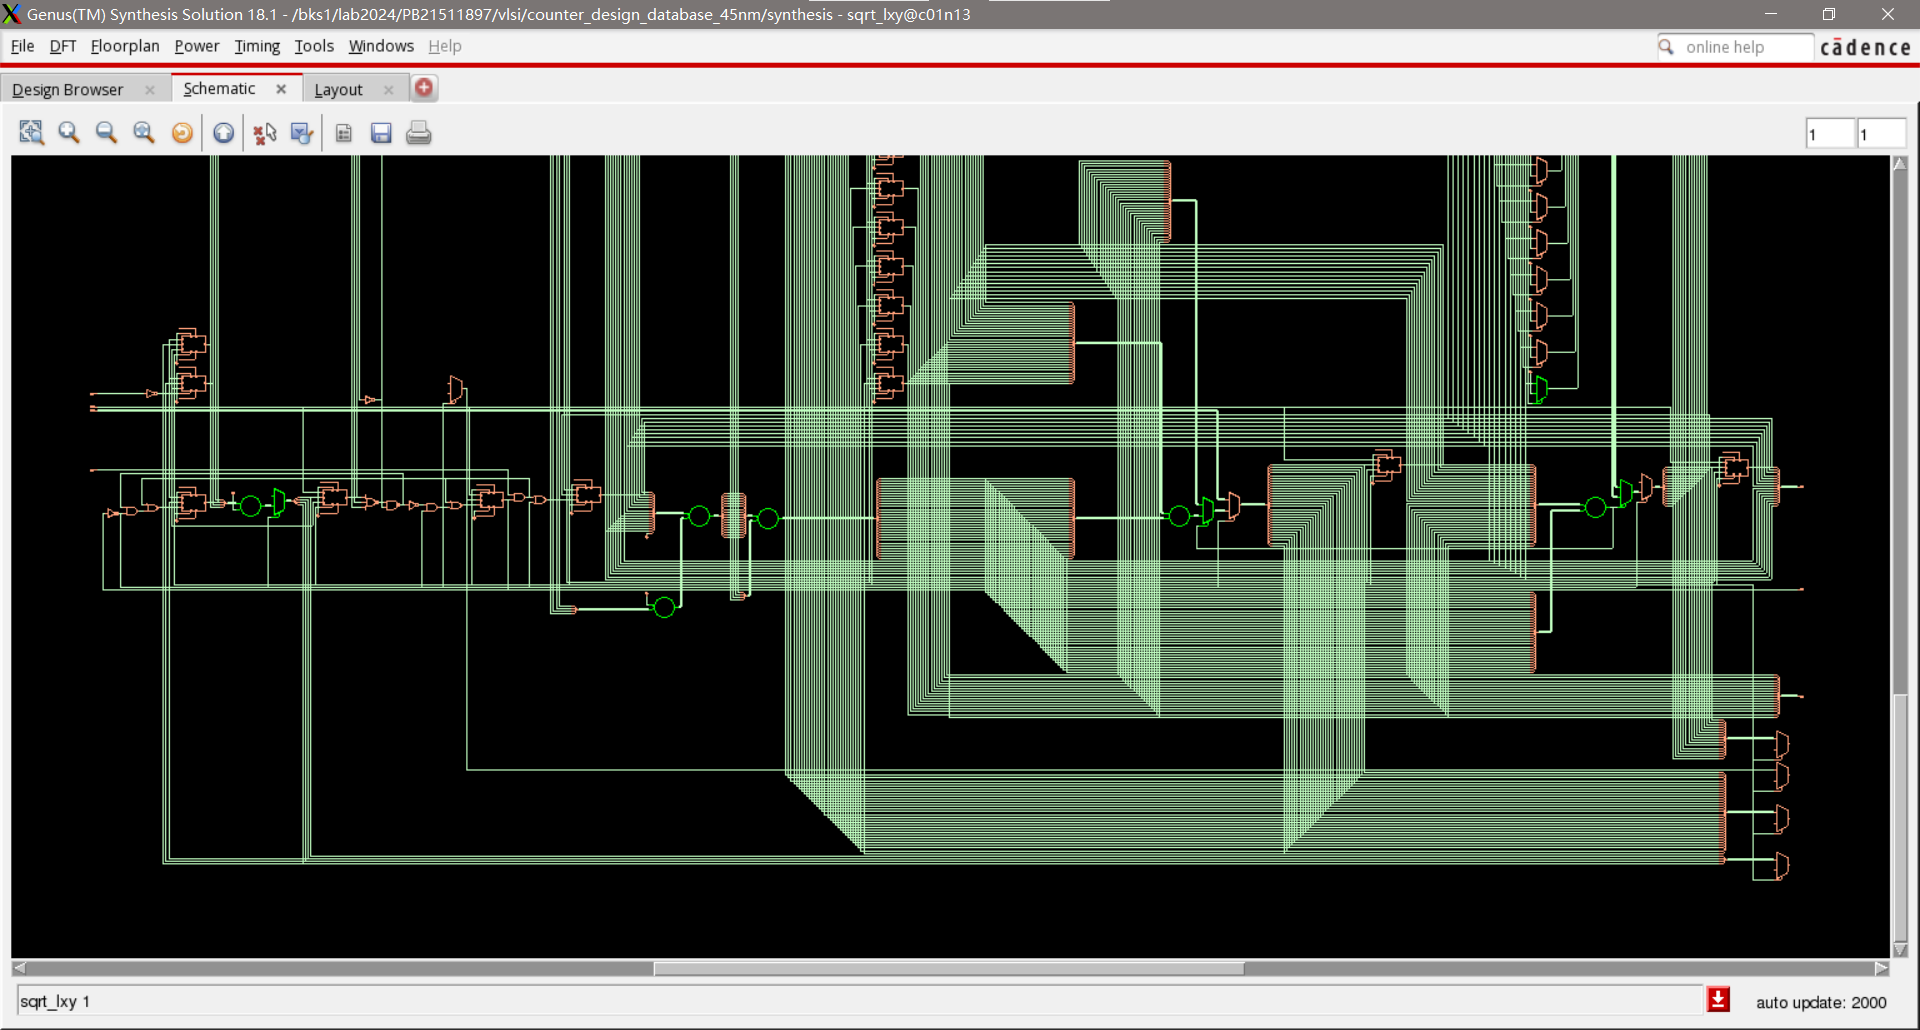 Genus(TM) Synthesis Solution 18.1 - /bks1/lab2024/PB21511897/vlsi/counter_design_database_45nm/synthesis - sqrt_lxy@c01n13
File DFT Floorplan Power Timing Tools Windows Help online help cādence
Design Browser Schematic Layout
1 1
sqrt_lxy 1 auto update: 2000